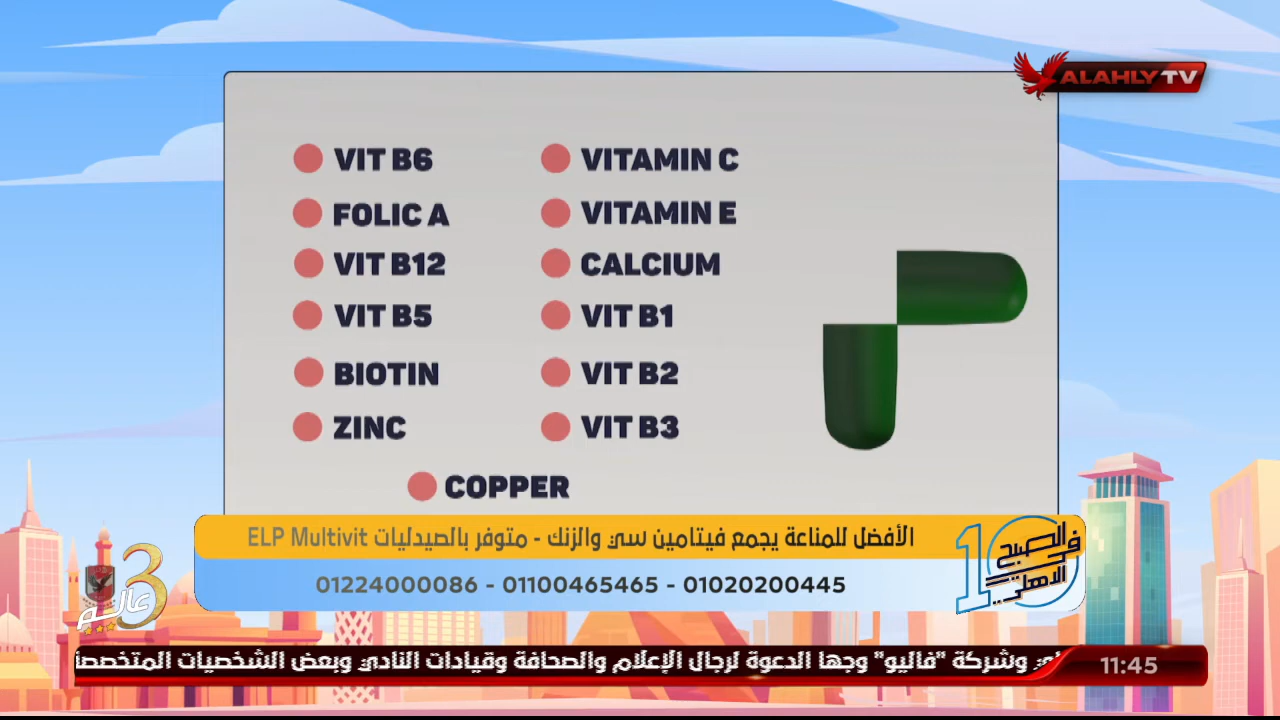 ALAHLY TV
VIT B6
FOLIC A
VIT B12
VIT B5
BIOTIN
ZINC
VITAMIN C
VITAMIN E
CALCIUM
VIT B1
VIT B2
VIT B3
COPPER
الأفضل للمناعة يجمع فيتامين سي والزنك - متوفر بالصيدليات ELP Multivit
01224000086 - 01100465465 - 01020200445
10 الصبح
في
الأهلي
3
عالم
وشركة "فاليو" وجها الدعوة لرجال الإعلام والصحافة وقيادات النادي وبعض الشخصيات
11:45